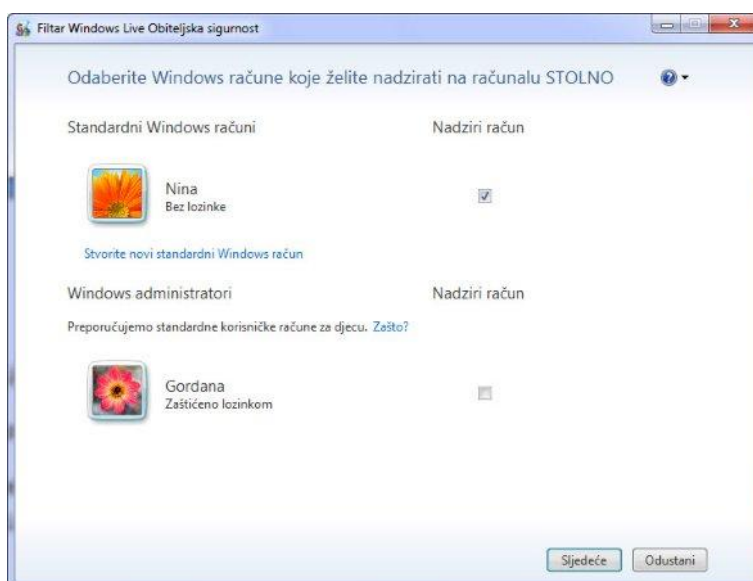 Filtar Windows Live Obiteljska sigurnost
Odaberite Windows račune koje želite nadzirati na računalu STOLNO
Standardni Windows računi Nadziri račun
Nina
Bez lozinke
Stvorite novi standardni Windows račun
Windows administratori Nadziri račun
Preporučujemo standardne korisničke račune za djecu. Zašto?
Gordana
Zaštićeno lozinkom
Sljedeće Odustani